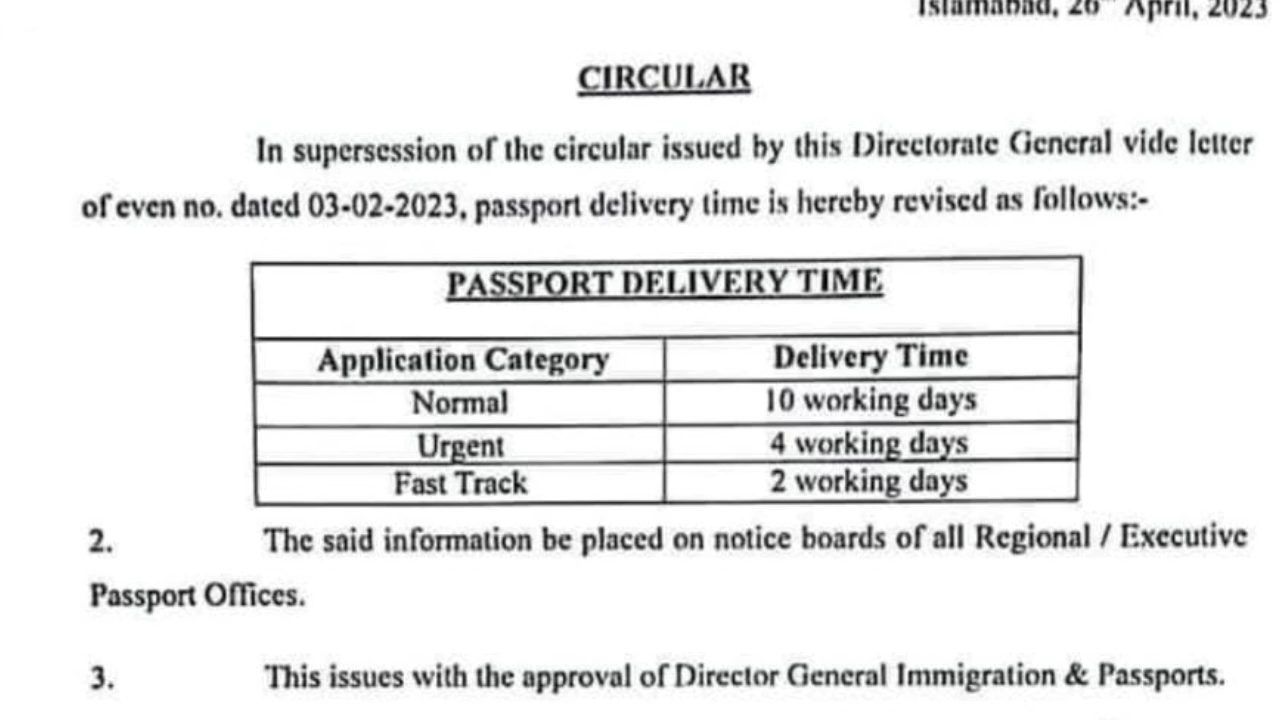 Islamabad, 26th April, 2023
CIRCULAR
In supersession of the circular issued by this Directorate General vide letter
of even no. dated 03-02-2023, passport delivery time is hereby revised as follows:-
PASSPORT DELIVERY TIME
Application Category Delivery Time
Normal 10 working days
Urgent 4 working days
Fast Track 2 working days
2. The said information be placed on notice boards of all Regional / Executive
Passport Offices.
3. This issues with the approval of Director General Immigration & Passports.